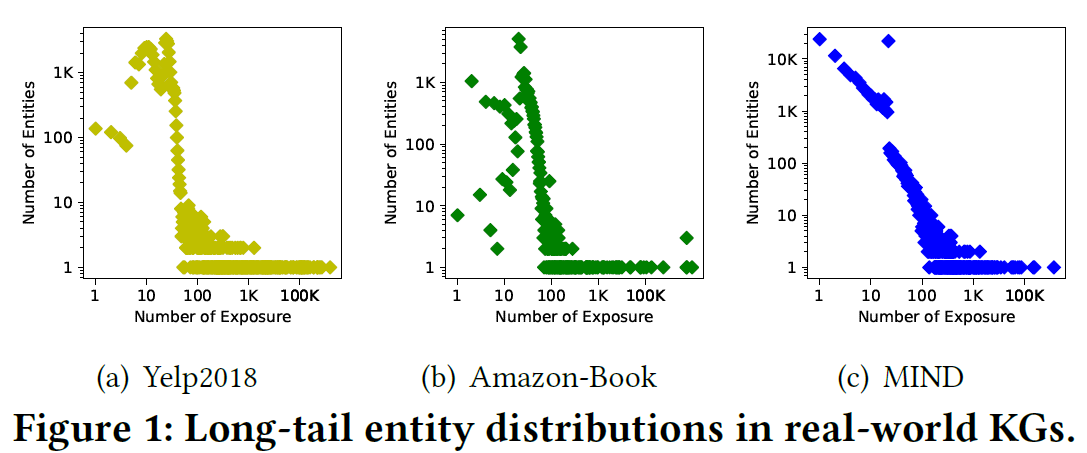 Number of Entities
1K
100
10
1
1 10 100 1K 100K
Number of Exposure
(a) Yelp2018
Number of Entities
1K
100
10
1
1 10 100 1K 100K
Number of Exposure
(b) Amazon-Book
Number of Entities
10K
1K
100
10
1
1 10 100 1K 100K
Number of Exposure
(c) MIND
Figure 1: Long-tail entity distributions in real-world KGs.